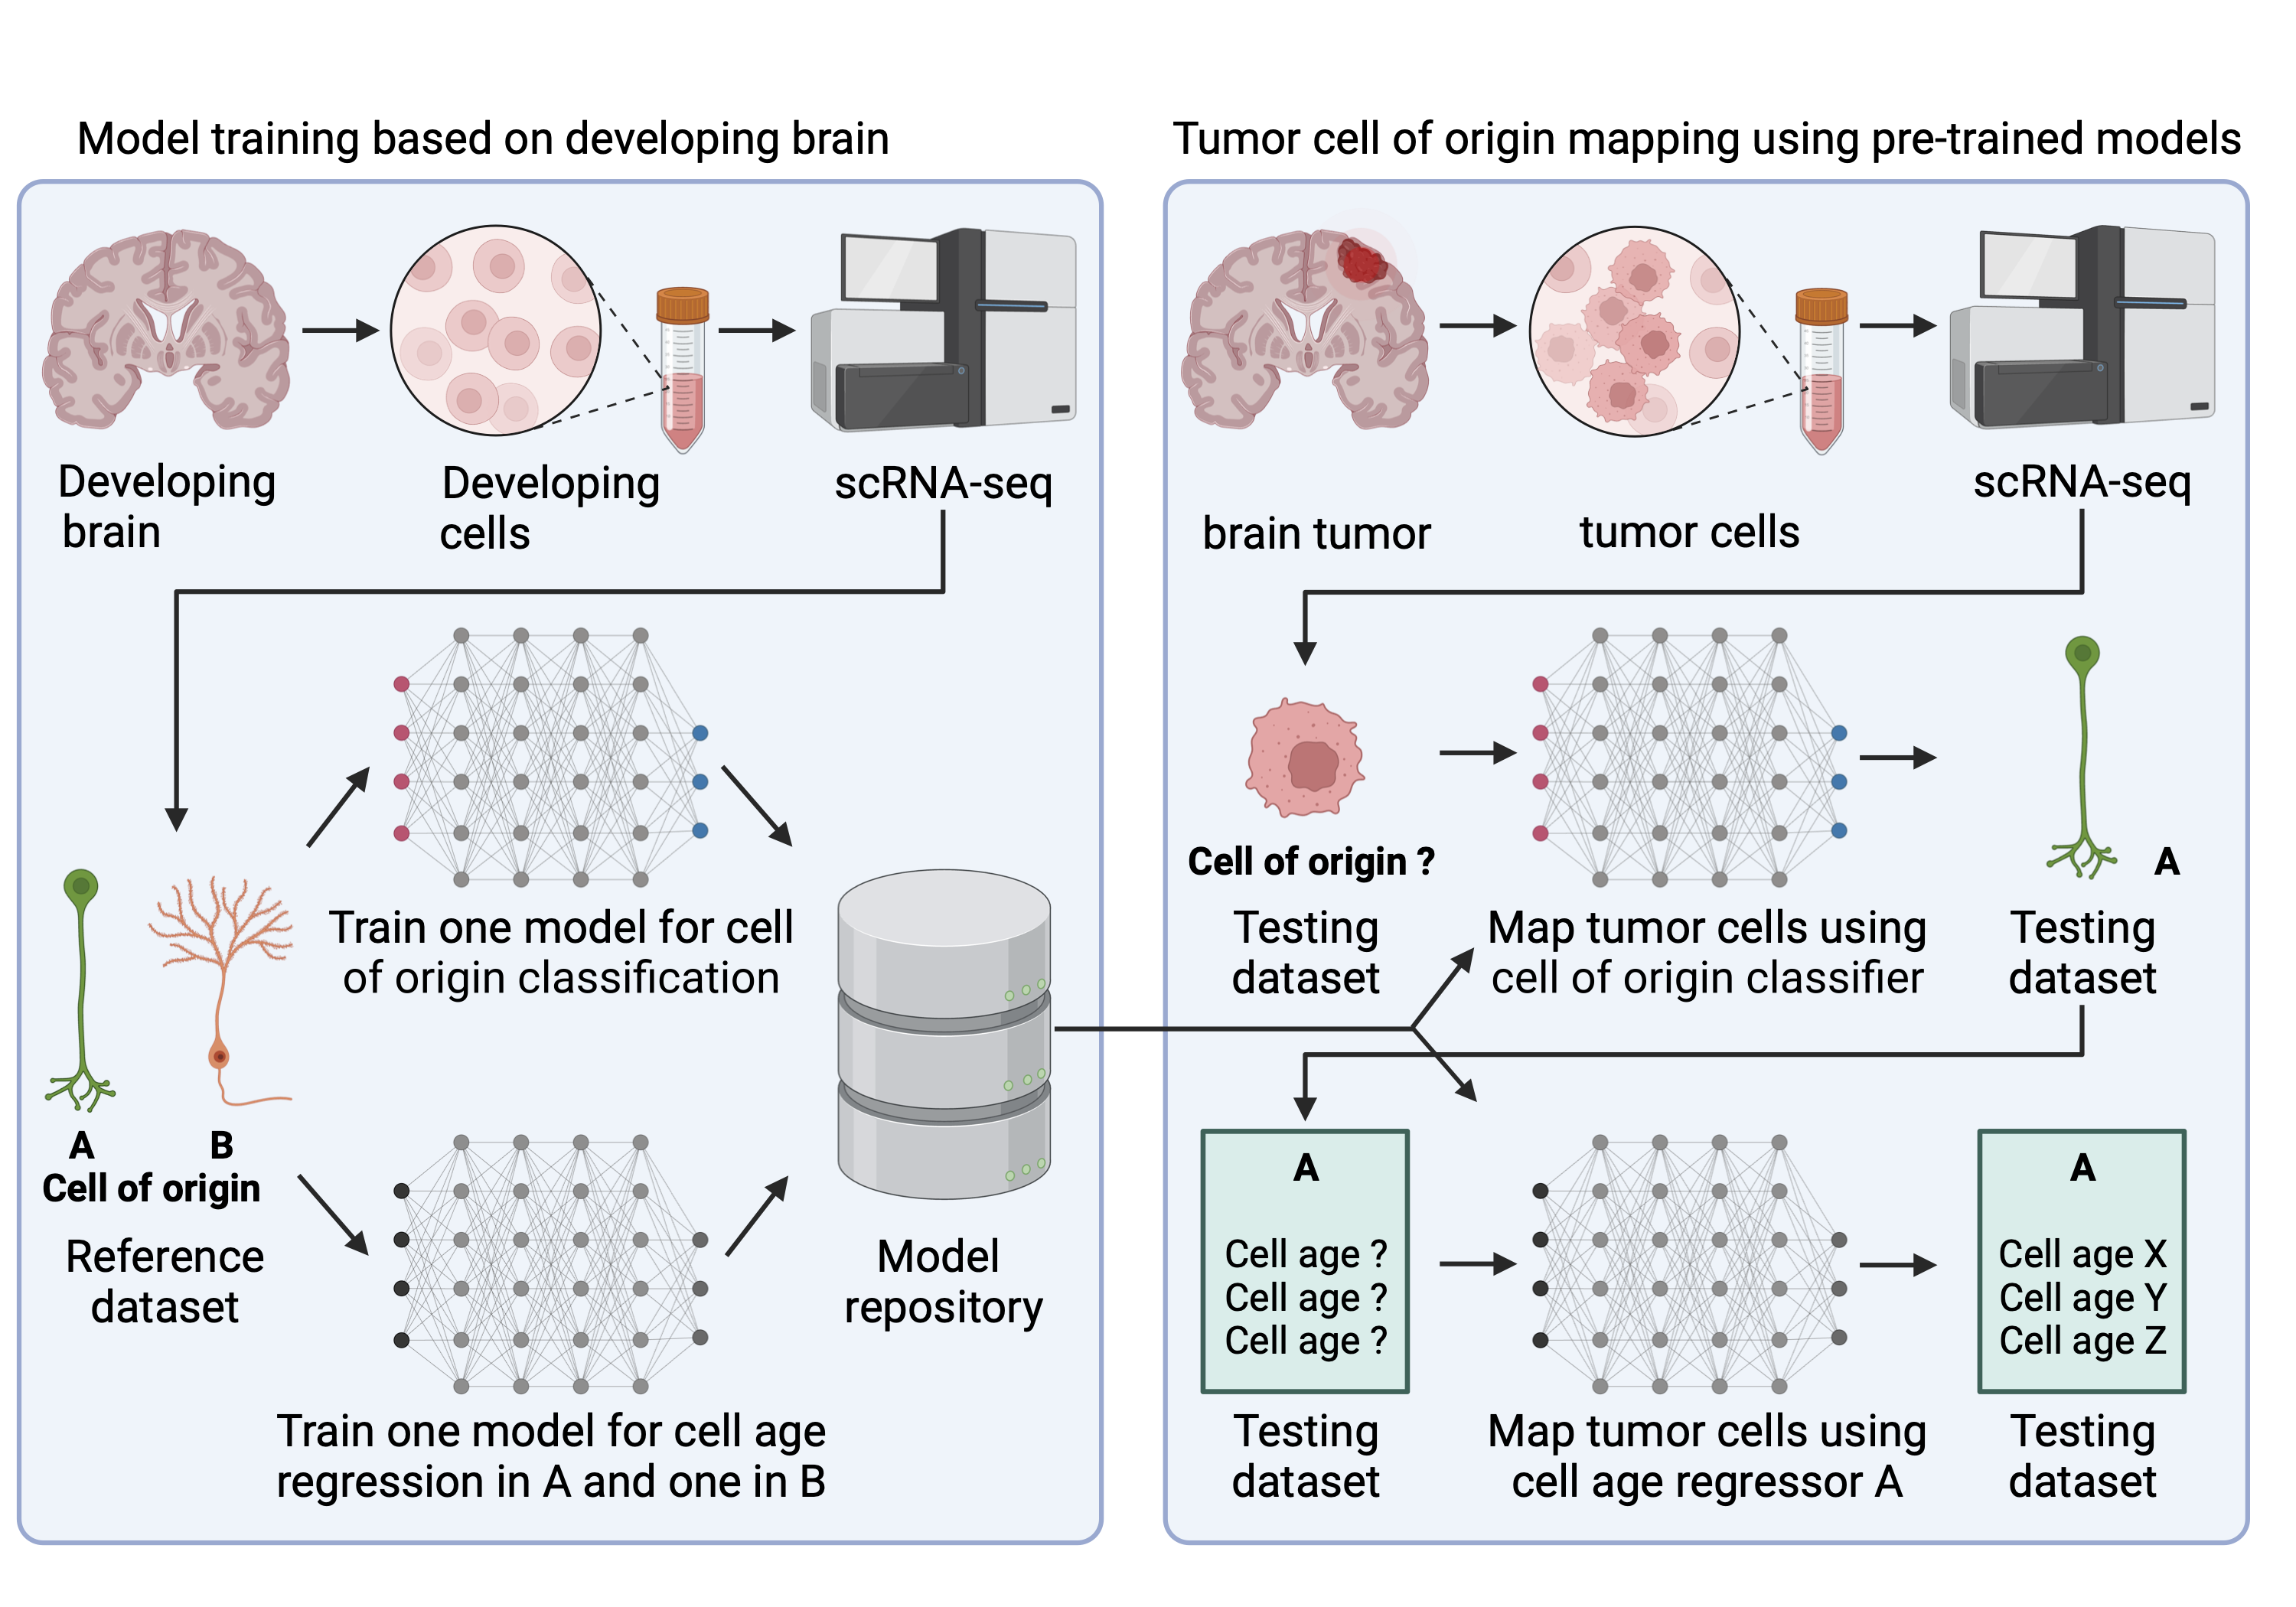 Model training based on developing brain
Developing
brain
Developing
cells
scRNA-seq
Train one model for cell
of origin classification
A
B
Cell of origin
Reference
dataset
Model
repository
Train one model for cell age
regression in A and one in B
Tumor cell of origin mapping using pre-trained models
brain tumor
tumor cells
scRNA-seq
Cell of origin ?
Testing
dataset
Map tumor cells using
cell of origin classifier
A
Testing
dataset
A
Cell age ?
Cell age ?
Cell age ?
Testing
dataset
Map tumor cells using
cell age regressor A
A
Cell age X
Cell age Y
Cell age Z
Testing
dataset